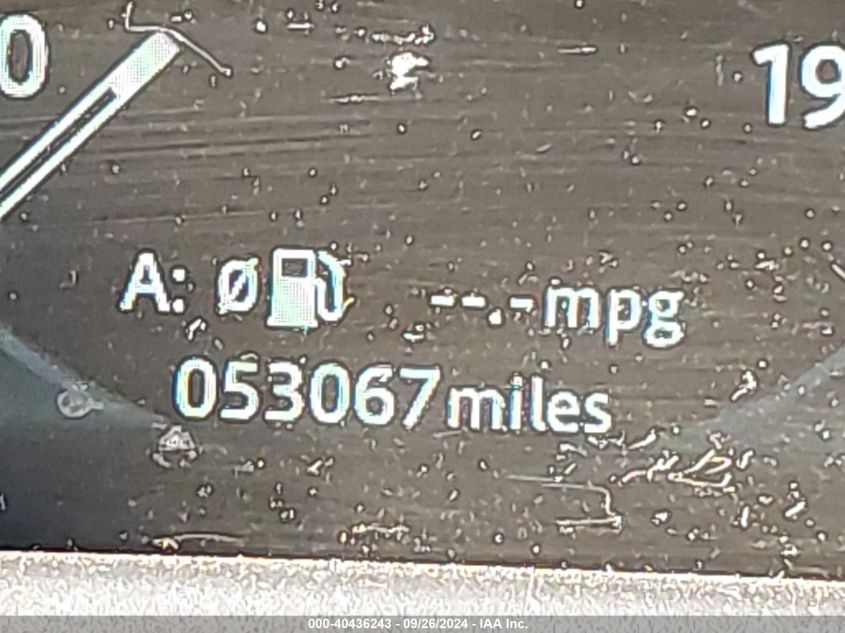 0
19
A: Ø --.-mpg
053067miles
000-40436243 - 09/26/2024 - IAA Inc.